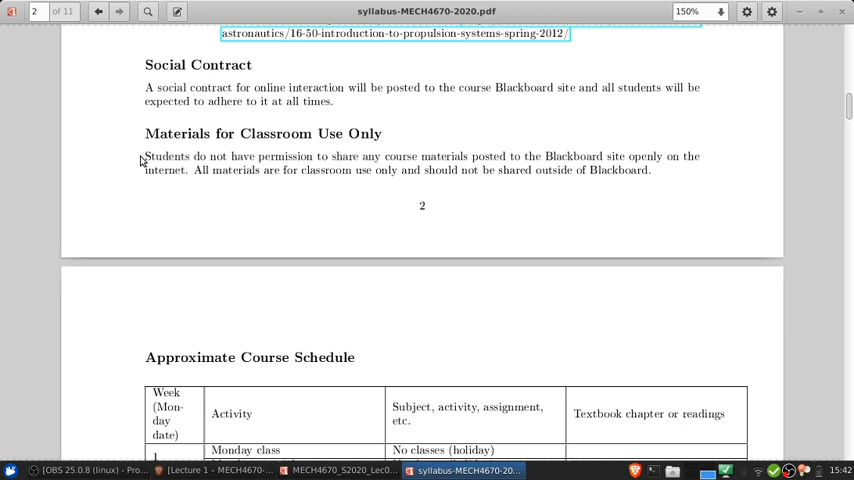 2
of 11
syllabus-MECH4670-2020.pdf
150%
astronautics/16-50-introduction-to-propulsion-systems-spring-2012/
Social Contract
A social contract for online interaction will be posted to the course Blackboard site and all students will be
expected to adhere to it at all times.
Materials for Classroom Use Only
Students do not have permission to share any course materials posted to the Blackboard site openly on the
internet. All materials are for classroom use only and should not be shared outside of Blackboard.
2
Approximate Course Schedule
Week
(Mon-
day
date)
Activity
Subject, activity, assignment,
etc.
Textbook chapter or readings
1
Monday class
No classes (holiday)
[OBS 25.0.8 (linux) - Pro...
[Lecture 1 – MECH4670-...
MECH4670_S2020_Lec0...
syllabus-MECH4670-20...
15:42